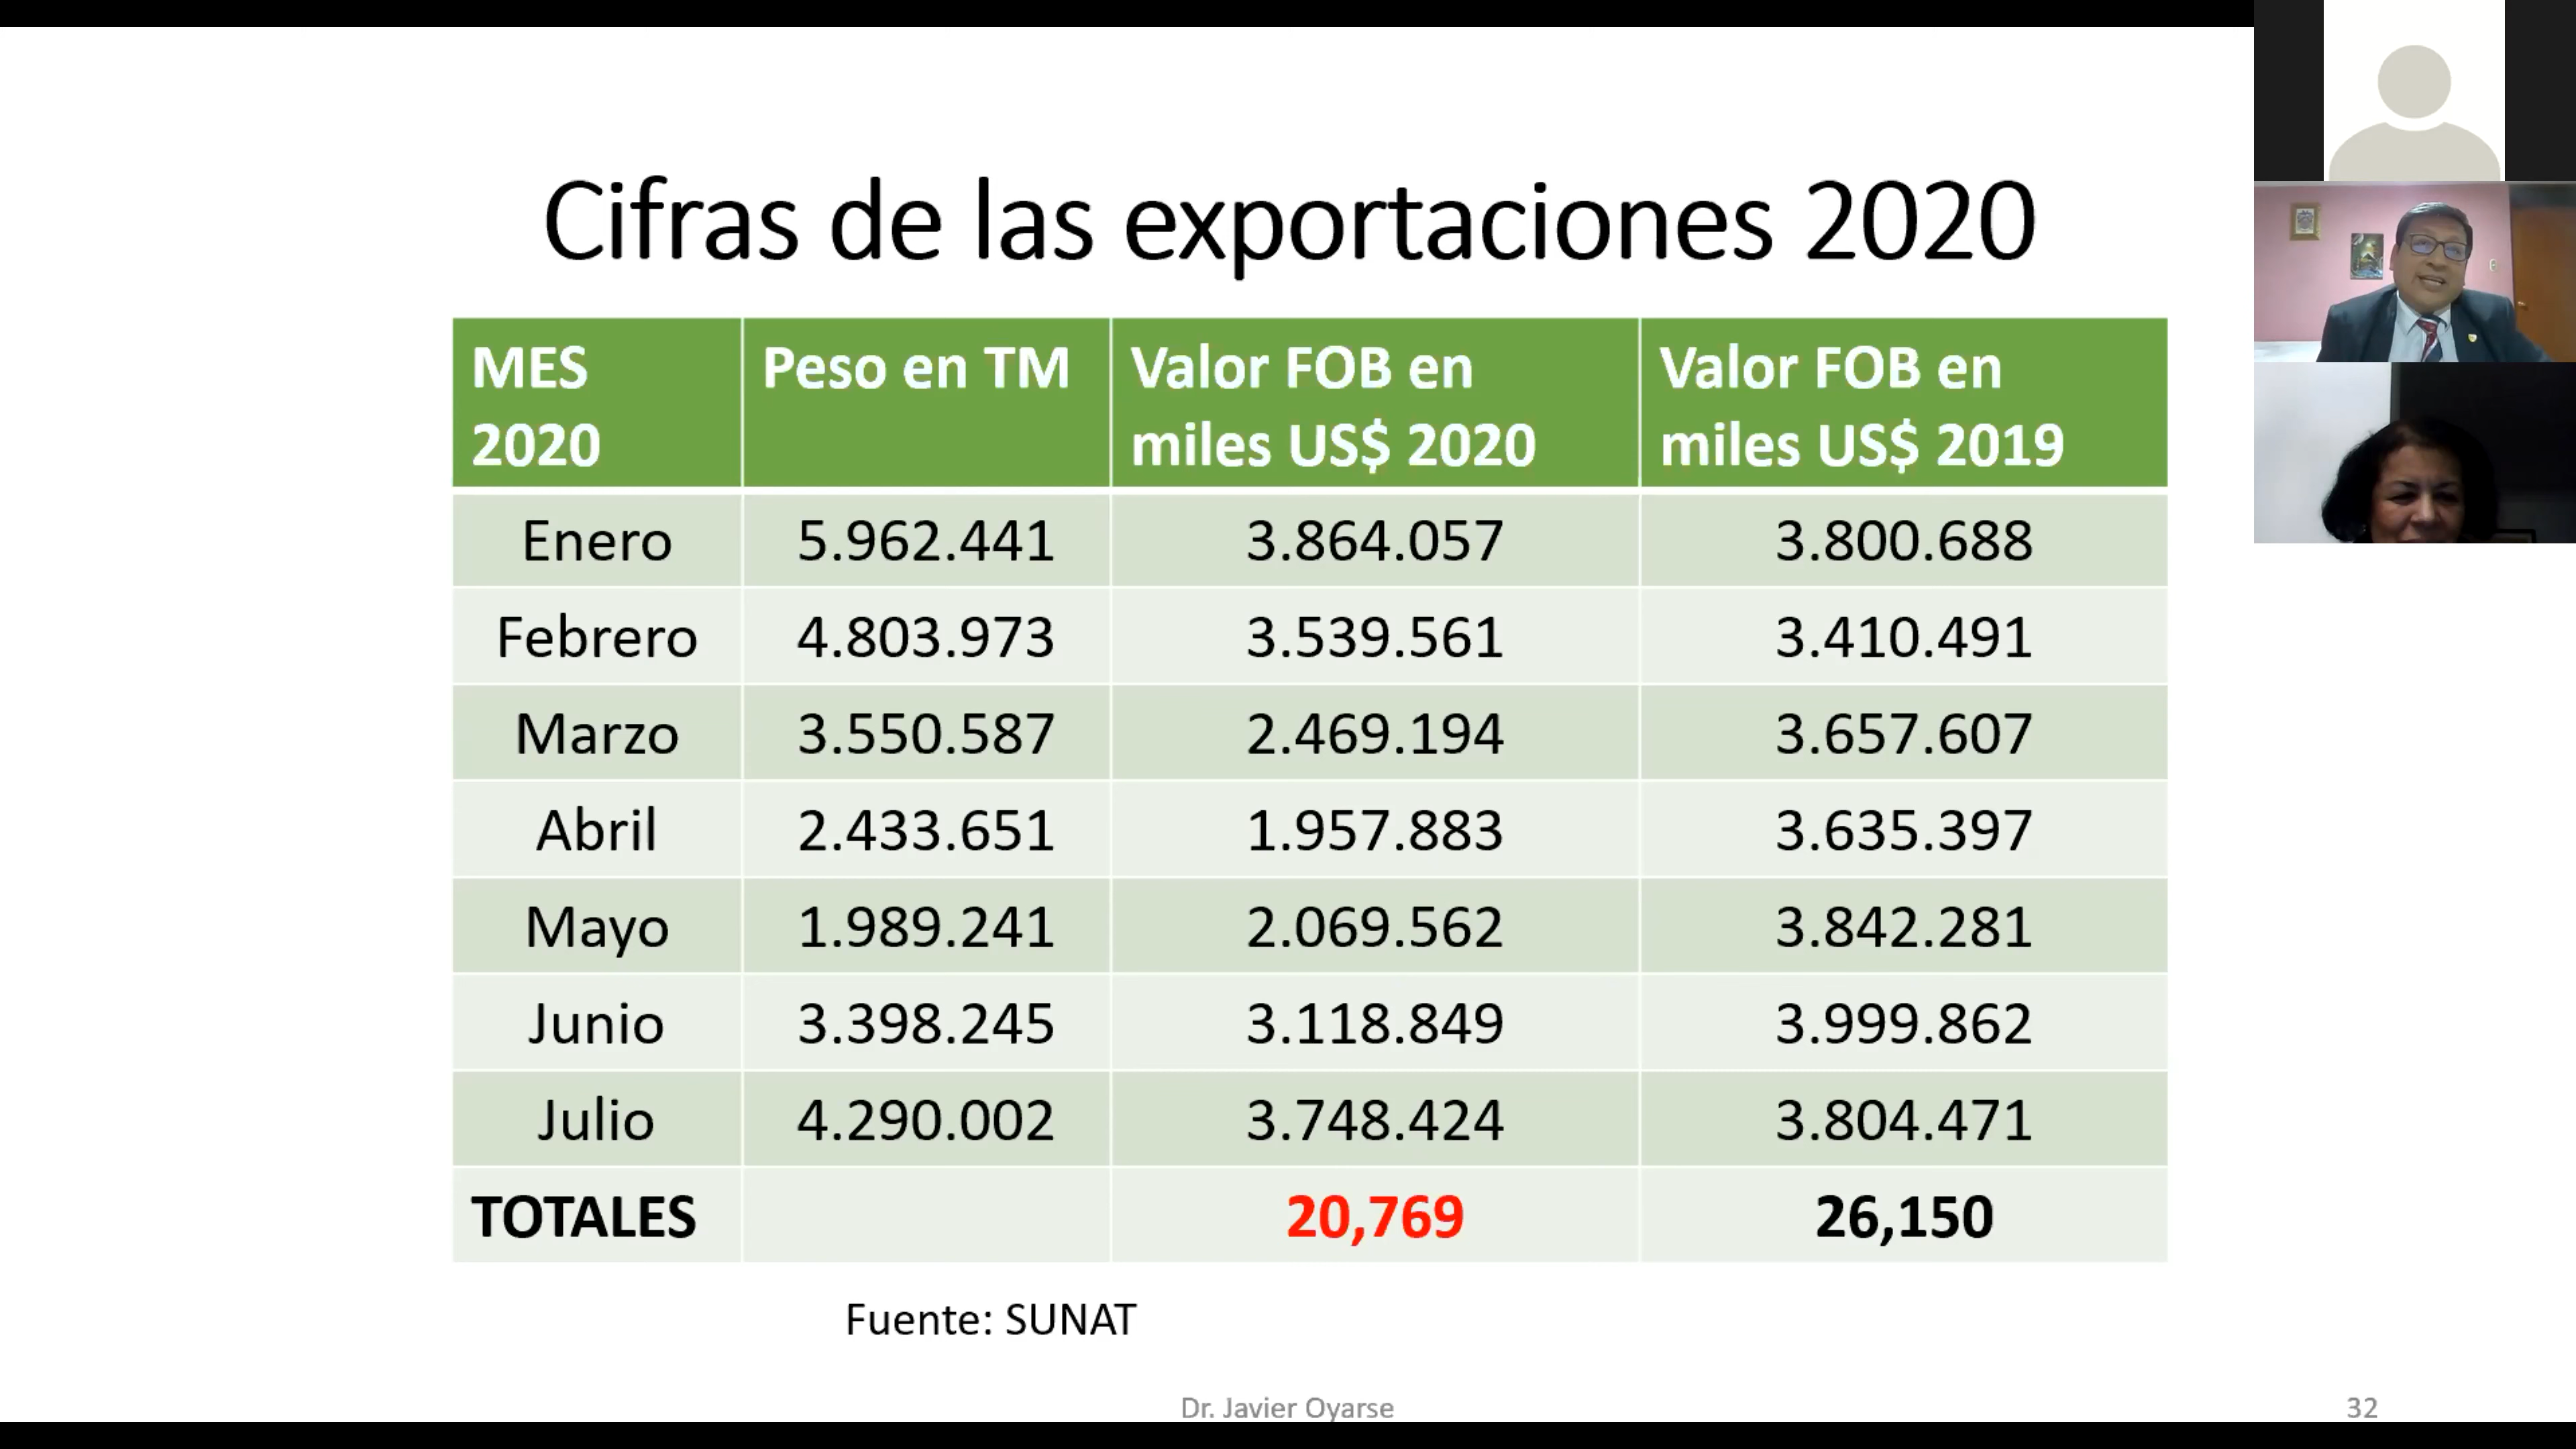 Cifras de las exportaciones 2020
MES 2020 Peso en TM Valor FOB en miles US$ 2020 Valor FOB en miles US$ 2019
Enero 5.962.441 3.864.057 3.800.688
Febrero 4.803.973 3.539.561 3.410.491
Marzo 3.550.587 2.469.194 3.657.607
Abril 2.433.651 1.957.883 3.635.397
Mayo 1.989.241 2.069.562 3.842.281
Junio 3.398.245 3.118.849 3.999.862
Julio 4.290.002 3.748.424 3.804.471
TOTALES 20,769 26,150
Fuente: SUNAT
Dr. Javier Oyarse 32